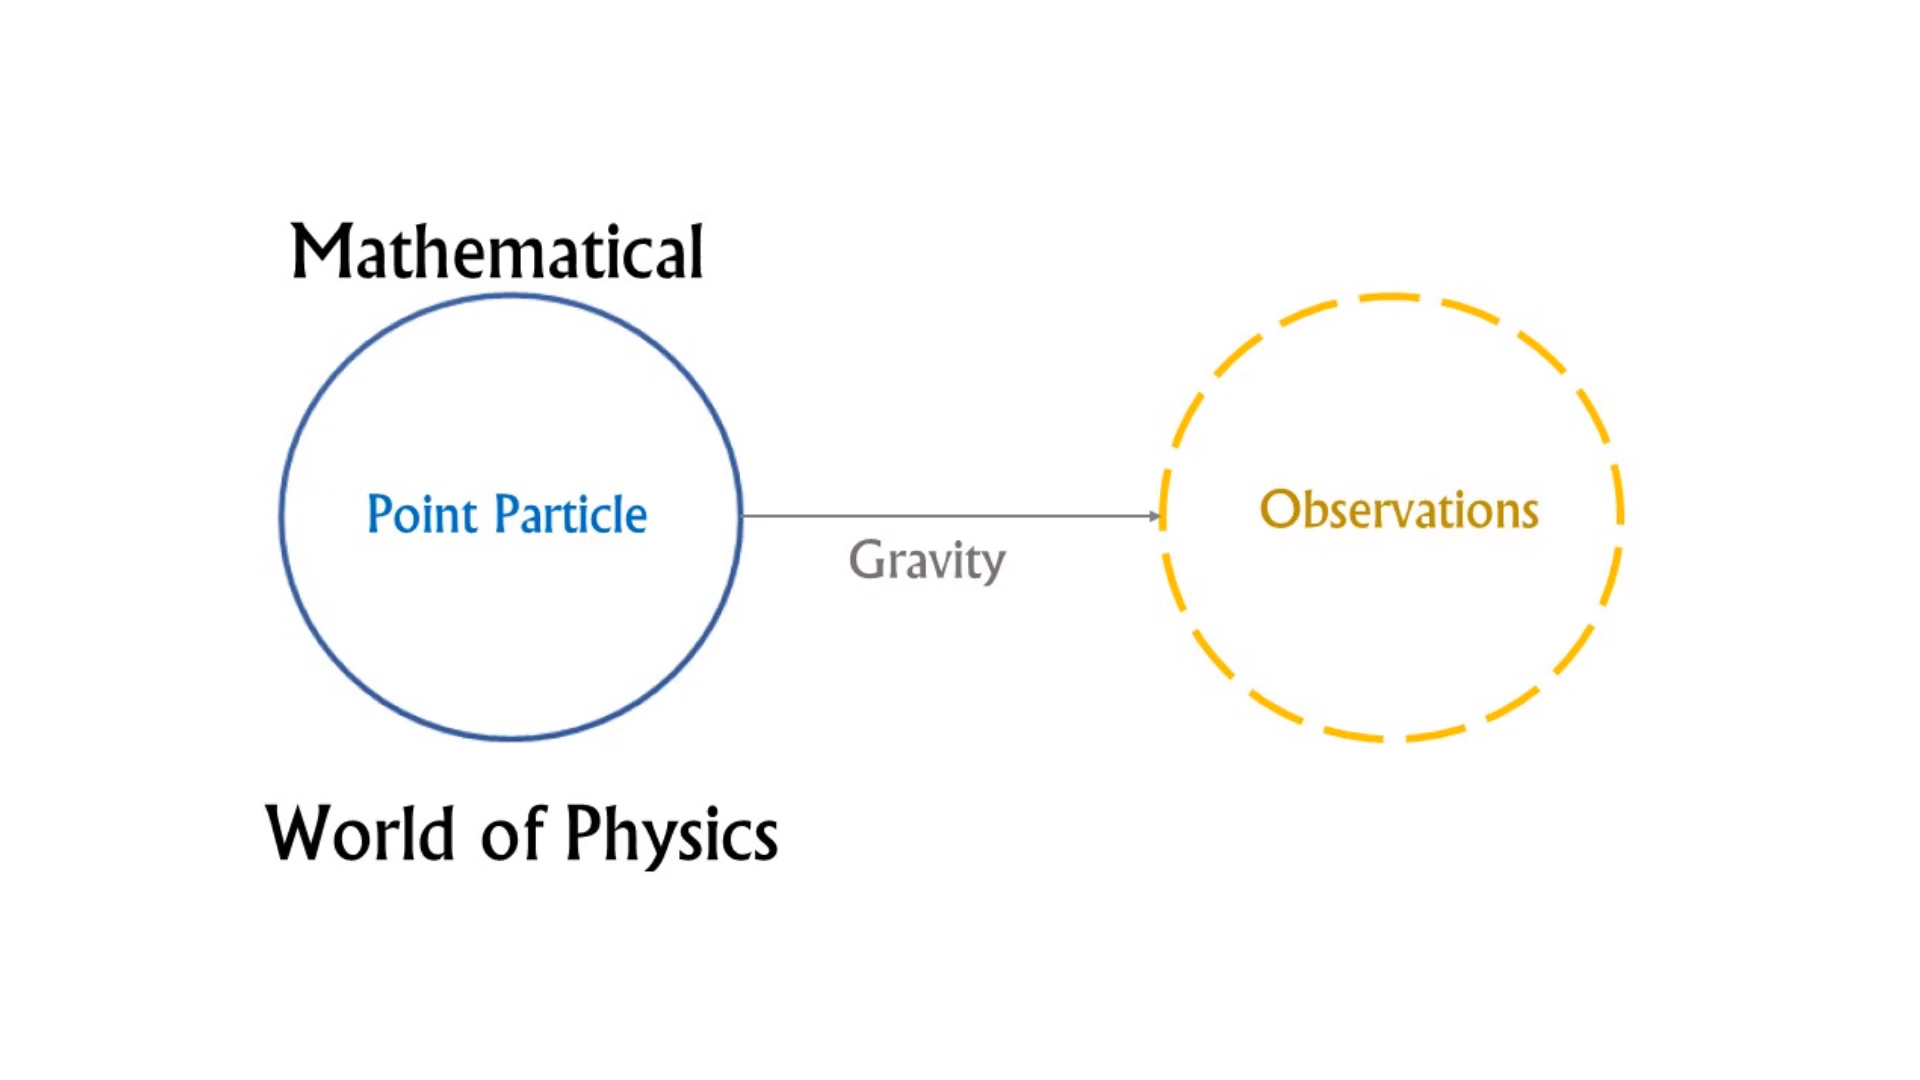 Mathematical
Point Particle
Gravity
Observations
World of Physics